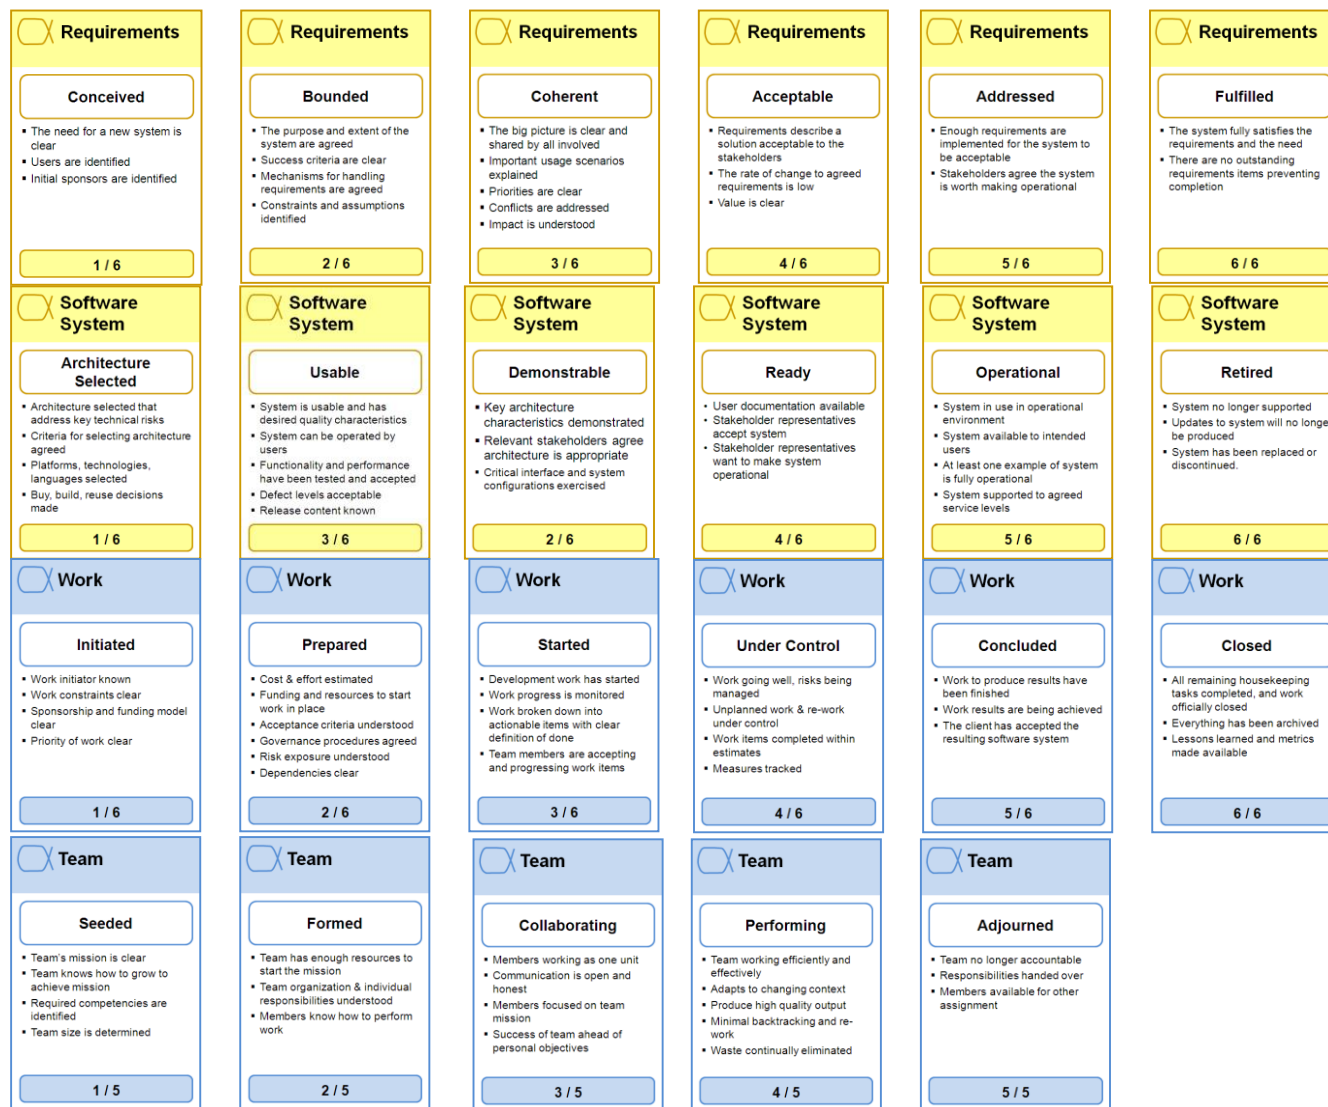 Requirements
Conceived
▪ The need for a new system is
clear
▪ Users are identified
▪ Initial sponsors are identified
1 / 6
Requirements
Bounded
▪ The purpose and extent of the
system are agreed
▪ Success criteria are clear
▪ Mechanisms for handling
requirements are agreed
▪ Constraints and assumptions
identified
2 / 6
Requirements
Coherent
▪ The big picture is clear and
shared by all involved
▪ Important usage scenarios
explained
▪ Priorities are clear
▪ Conflicts are addressed
▪ Impact is understood
3 / 6
Requirements
Acceptable
▪ Requirements describe a
solution acceptable to the
stakeholders
▪ The rate of change to agreed
requirements is low
▪ Value is clear
4 / 6
Requirements
Addressed
▪ Enough requirements are
implemented for the system to
be acceptable
▪ Stakeholders agree the system
is worth making operational
5 / 6
Requirements
Fulfilled
▪ The system fully satisfies the
requirements and the need
▪ There are no outstanding
requirements items preventing
completion
6 / 6
Software
System
Architecture
Selected
▪ Architecture selected that
address key technical risks
▪ Criteria for selecting architecture
agreed
▪ Platforms, technologies,
languages selected
▪ Buy, build, reuse decisions
made
1 / 6
Software
System
Usable
▪ System is usable and has
desired quality characteristics
▪ System can be operated by
users
▪ Functionality and performance
have been tested and accepted
▪ Defect levels acceptable
▪ Release content known
3 / 6
Software
System
Demonstrable
▪ Key architecture
characteristics demonstrated
▪ Relevant stakeholders agree
architecture is appropriate
▪ Critical interface and system
configurations exercised
2 / 6
Software
System
Ready
• User documentation available
• Stakeholder representatives
accept system
• Stakeholder representatives
want to make system
operational
4 / 6
Software
System
Operational
▪ System in use in operational
environment
▪ System available to intended
users
▪ At least one example of system
is fully operational
▪ System supported to agreed
service levels
5 / 6
Software
System
Retired
▪ System no longer supported
▪ Updates to system will no longe
be produced
▪ System has been replaced or
discontinued.
6 / 6
Work
Initiated
▪ Work initiator known
▪ Work constraints clear
▪ Sponsorship and funding model
clear
▪ Priority of work clear
1 / 6
Work
Prepared
▪ Cost & effort estimated
▪ Funding and resources to start
work in place
▪ Acceptance criteria understood
▪ Governance procedures agreed
▪ Risk exposure understood
▪ Dependencies clear
2 / 6
Work
Started
▪ Development work has started
▪ Work progress is monitored
▪ Work broken down into
actionable items with clear
definition of done
▪ Team members are accepting
and progressing work items
3 / 6
Work
Under Control
▪ Work going well, risks being
managed
▪ Unplanned work & re-work
under control
▪ Work items completed within
estimates
▪ Measures tracked
4 / 6
Work
Concluded
▪ Work to produce results have
been finished
▪ Work results are being achieved
▪ The client has accepted the
resulting software system
5 / 6
Work
Closed
▪ All remaining housekeeping
tasks completed, and work
officially closed
▪ Everything has been archived
▪ Lessons learned and metrics
made available
6 / 6
Team
Seeded
▪ Team's mission is clear
▪ Team knows how to grow to
achieve mission
▪ Required competencies are
identified
▪ Team size is determined
1 / 5
Team
Formed
▪ Team has enough resources to
start the mission
▪ Team organization & individual
responsibilities understood
▪ Members know how to perform
work
2 / 5
Team
Collaborating
▪ Members working as one unit
▪ Communication is open and
honest
▪ Members focused on team
mission
▪ Success of team ahead of
personal objectives
3 / 5
Team
Performing
▪ Team working efficiently and
effectively
▪ Adapts to changing context
▪ Produce high quality output
▪ Minimal backtracking and re-
work
▪ Waste continually eliminated
4 / 5
Team
Adjourned
▪ Team no longer accountable
▪ Responsibilities handed over
▪ Members available for other
assignment
5 / 5